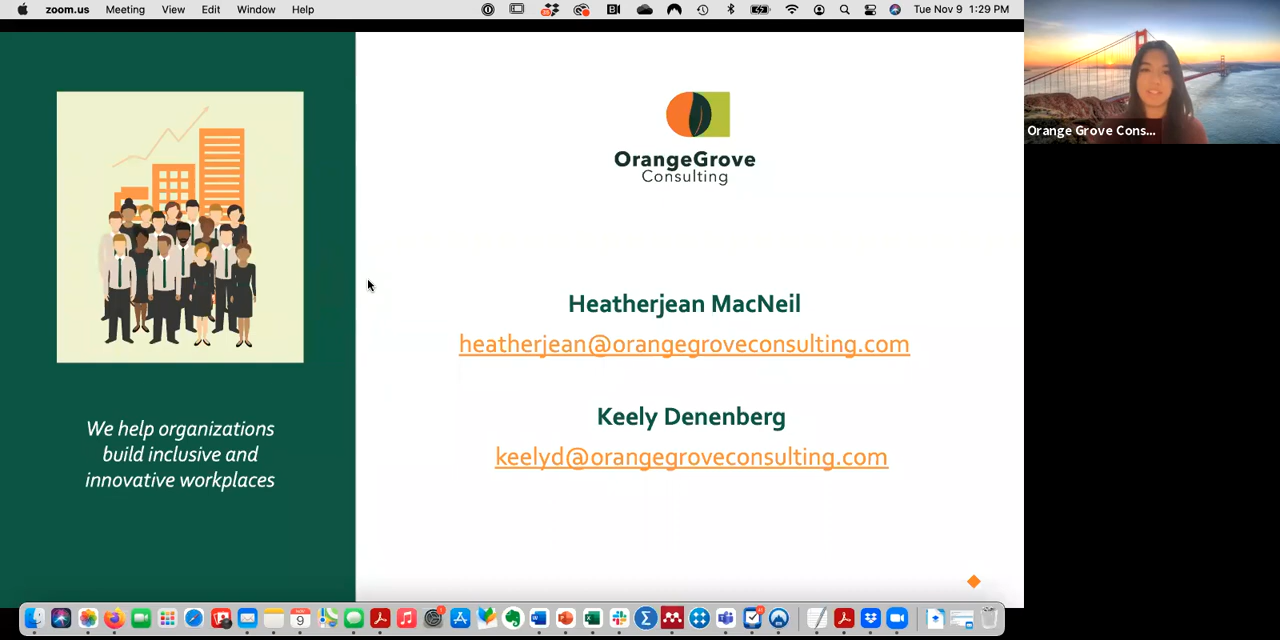 zoom.us Meeting View Edit Window Help Tue Nov 9 1:29 PM
Orange Grove Cons...
OrangeGrove
Consulting
Heatherjean MacNeil
heatherjean@orangegroveconsulting.com
Keely Denenberg
keelyd@orangegroveconsulting.com
We help organizations
build inclusive and
innovative workplaces